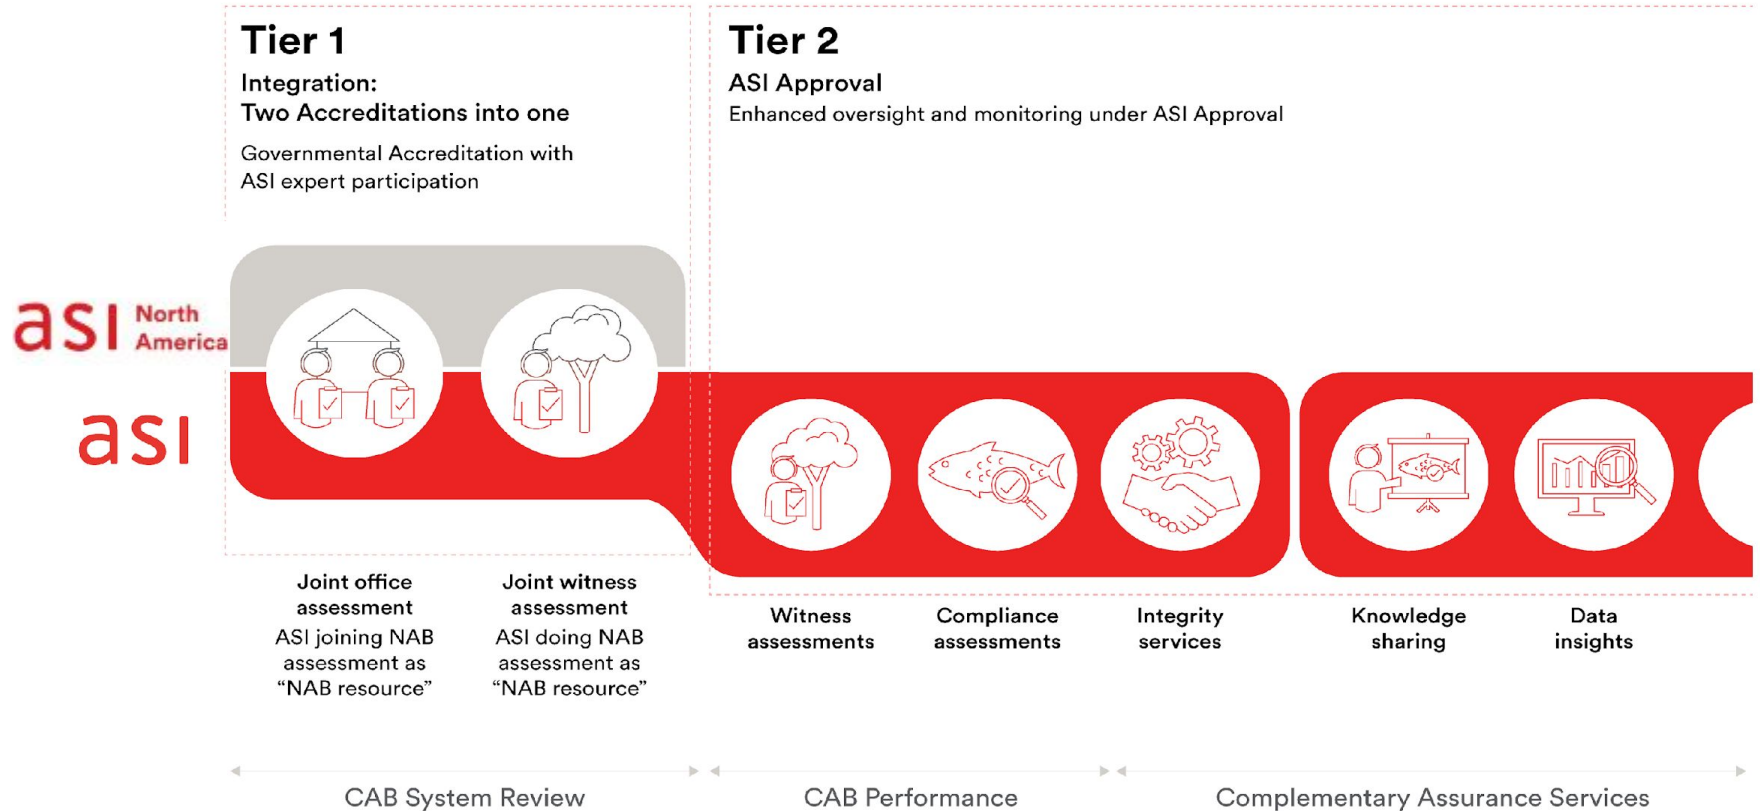 Tier 1
Integration:
Two Accreditations into one
Governmental Accreditation with
ASI expert participation
Tier 2
ASI Approval
Enhanced oversight and monitoring under ASI Approval
asi North
America
asi
Joint office
assessment
ASI joining NAB
assessment as
“NAB resource”
Joint witness
assessment
ASI doing NAB
assessment as
“NAB resource”
Witness
assessments
Compliance
assessments
Integrity
services
Knowledge
sharing
Data
insights
CAB System Review
CAB Performance
Complementary Assurance Services